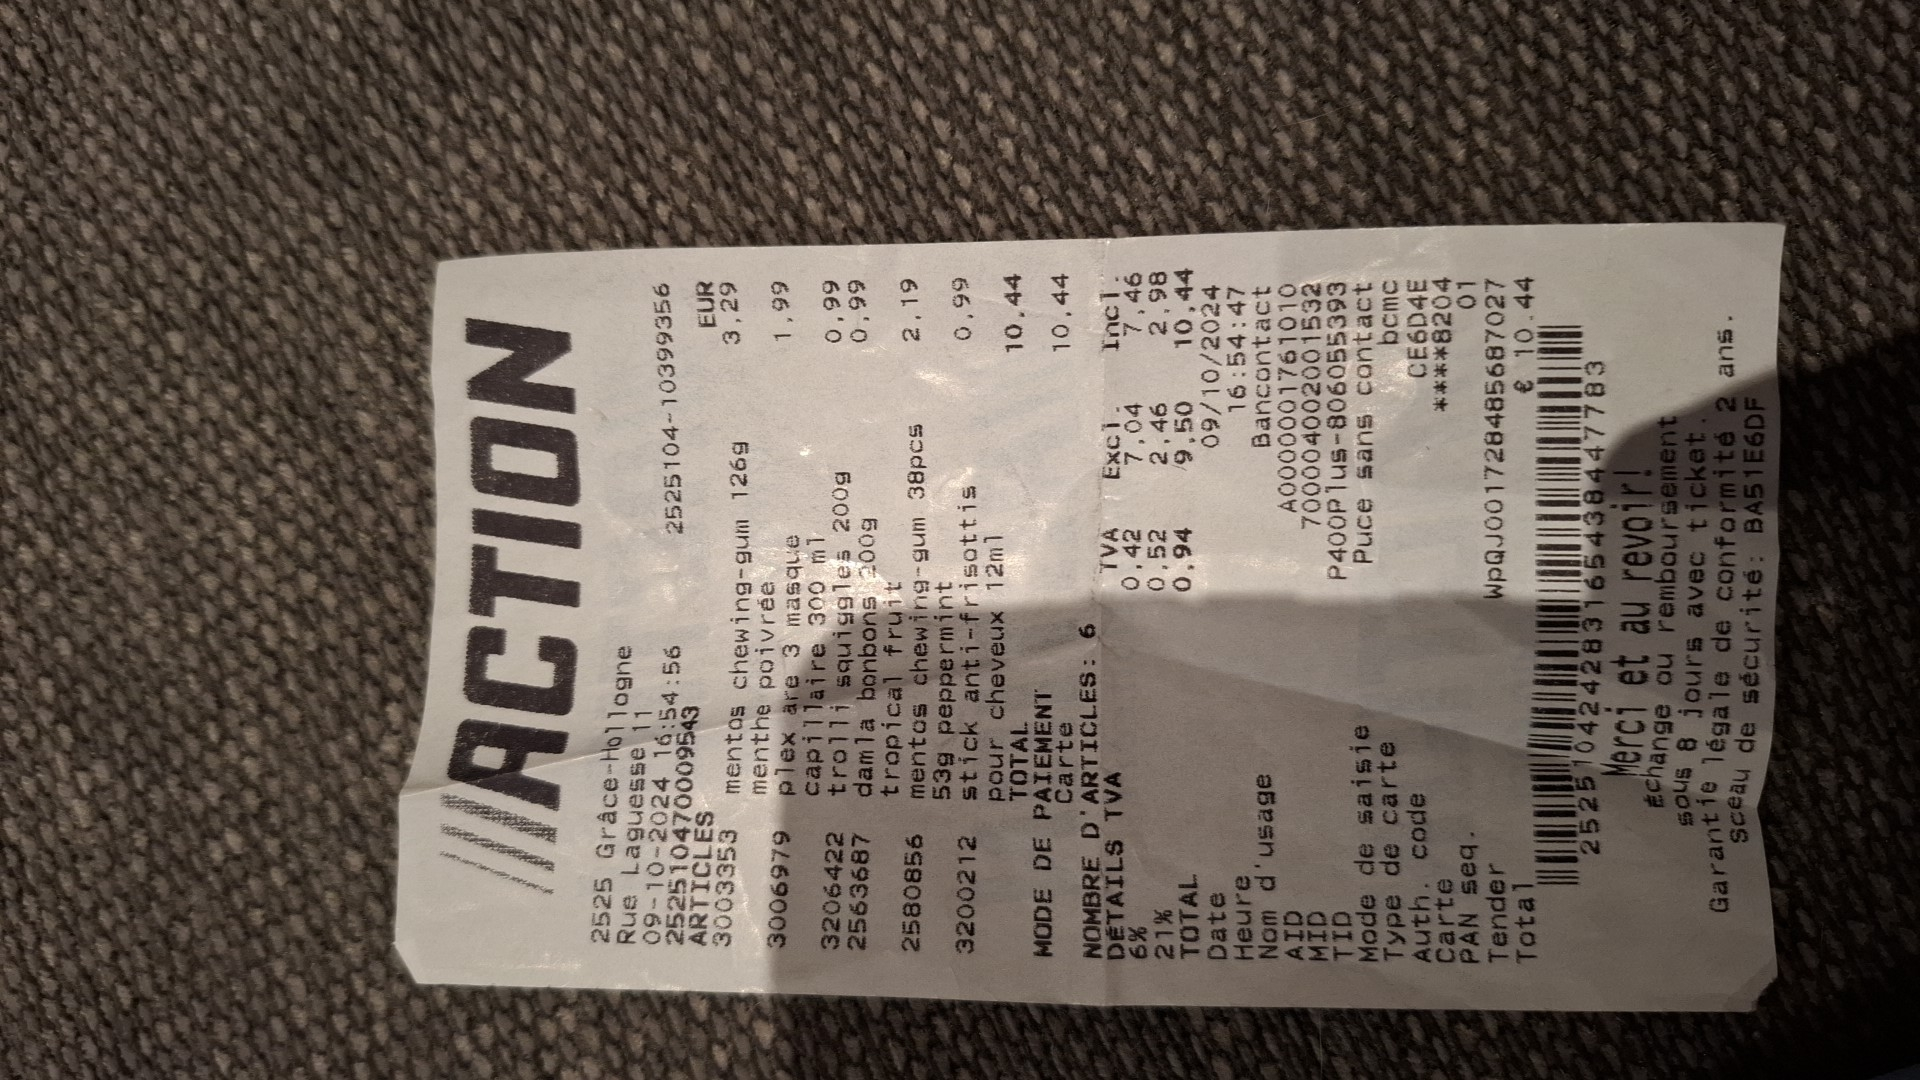 ///ACTION
2525 Grâce-Hollogne
Rue Laguesse 11
09-10-2024 16:54:56
2525104700009543 2525104-10399356
ARTICLES EUR
3003353 mentos chewing-gum 126g 3,29
menthe poivrée
3006979 plex are 3 masque 1,99
capillaire 300 ml
3206422 trolli squiggles 200g 0,99
2563687 damla bonbons 200g 0,99
tropical fruit
2580856 mentos chewing-gum 38pcs 2,19
53g peppermint
3200212 stick anti-frisottis 0,99
pour cheveux 12ml
TOTAL 10,44
MODE DE PAIEMENT
Carte 10,44
NOMBRE D'ARTICLES: 6
DÉTAILS TVA TVA Excl. Incl.
6% 0,42 7,04 7,46
21% 0,52 2,46 2,98
TOTAL 0,94 9,50 10,44
Date 09/10/2024
Heure 16:54:47
Nom d'usage Bancontact
AID A0000001761010
MID 7000040020001532
TID P400Plus-806055393
Mode de saisie Puce sans contact
Type de carte bcmc
Auth. code CE6D4E
Carte ****8204
PAN seq. 01
Tender WpQJ001728485687027
Total € 10.44
2525104242831654384447783
Merci et au revoir!
Échange ou remboursement
sous 8 jours avec ticket.
Garantie légale de conformité 2 ans.
Sceau de sécurité: BA51E6DF